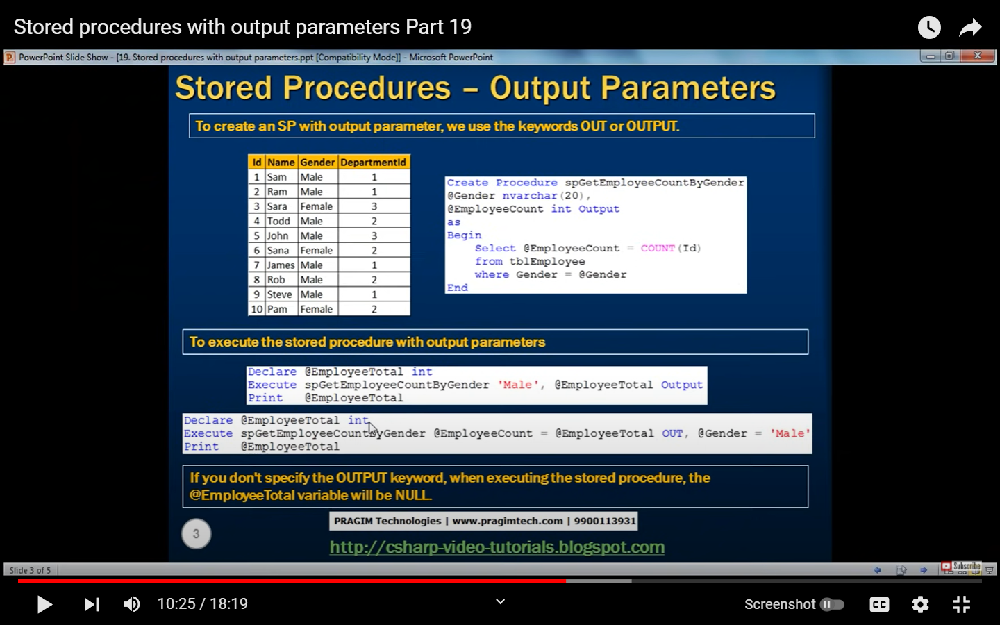 Stored procedures with output parameters Part 19
PowerPoint Slide Show - [19. Stored procedures with output parameters.ppt [Compatibility Mode]] - Microsoft PowerPoint
Stored Procedures – Output Parameters
To create an SP with output parameter, we use the keywords OUT or OUTPUT.
Id Name Gender DepartmentId
1 Sam Male 1
2 Ram Male 1
3 Sara Female 3
4 Todd Male 2
5 John Male 3
6 Sana Female 2
7 James Male 1
8 Rob Male 2
9 Steve Male 1
10 Pam Female 2
Create Procedure spGetEmployeeCountByGender
@Gender nvarchar(20),
@EmployeeCount int Output
as
Begin
Select @EmployeeCount = COUNT(Id)
from tblEmployee
where Gender = @Gender
End
To execute the stored procedure with output parameters
Declare @EmployeeTotal int
Execute spGetEmployeeCountByGender 'Male', @EmployeeTotal Output
Print @EmployeeTotal
Declare @EmployeeTotal int
Execute spGetEmployeeCountByGender @EmployeeCount = @EmployeeTotal OUT, @Gender = 'Male'
Print @EmployeeTotal
If you don't specify the OUTPUT keyword, when executing the stored procedure, the
@EmployeeTotal variable will be NULL.
PRAGIM Technologies | www.pragimtech.com | 9900113931
3
http://csharp-video-tutorials.blogspot.com
Slide 3 of 5
Subscribe
10:25 / 18:19
Screenshot
CC